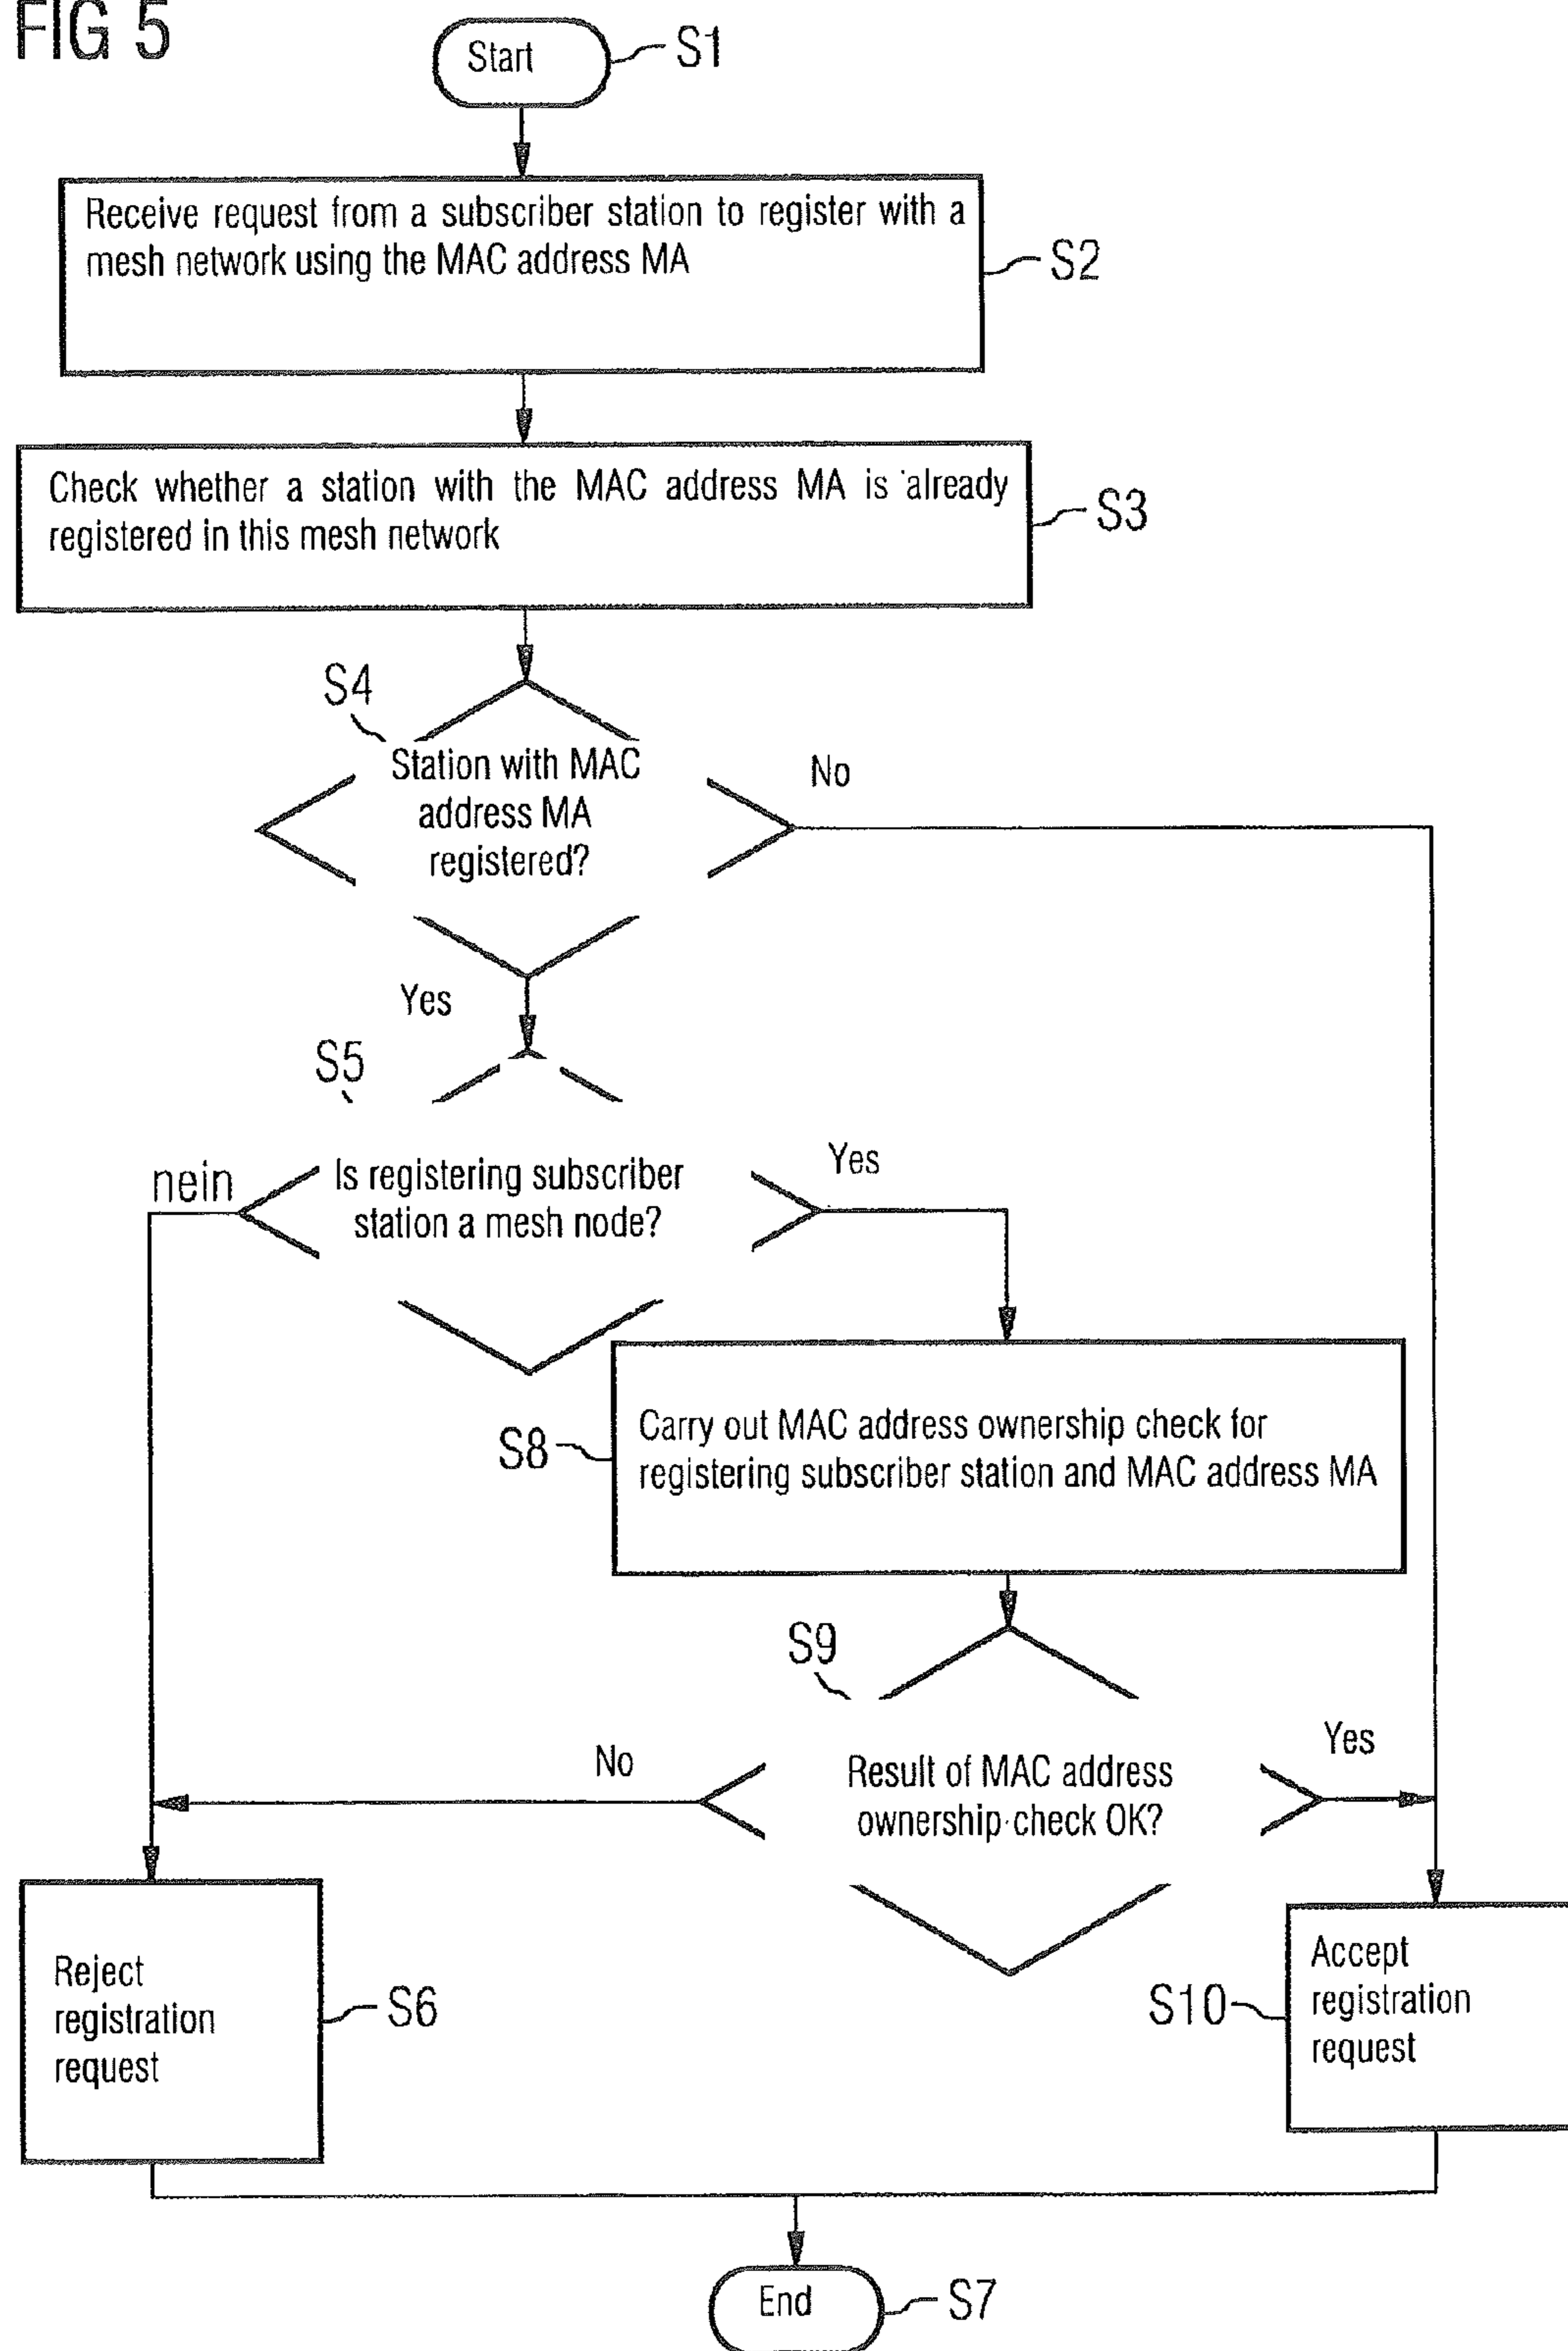 FIG 5
Start
S1
Receive request from a subscriber station to register with a
mesh network using the MAC address MA
S2
Check whether a station with the MAC address MA is already
registered in this mesh network
S3
S4
Station with MAC
address MA
registered?
No
Yes
S5
nein
Is registering subscriber
station a mesh node?
Yes
S8
Carry out MAC address ownership check for
registering subscriber station and MAC address MA
S9
No
Result of MAC address
ownership check OK?
Yes
Reject
registration
request
S6
S10
Accept
registration
request
End
S7